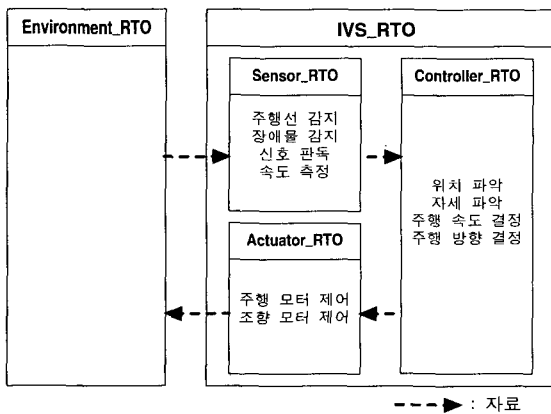 Environment_RTO
IVS_RTO
Sensor_RTO
주행선 감지
장애물 감지
신호 판독
속도 측정
Controller_RTO
위치 파악
자세 파악
주행 속도 결정
주행 방향 결정
Actuator_RTO
주행 모터 제어
조향 모터 제어
: 자료